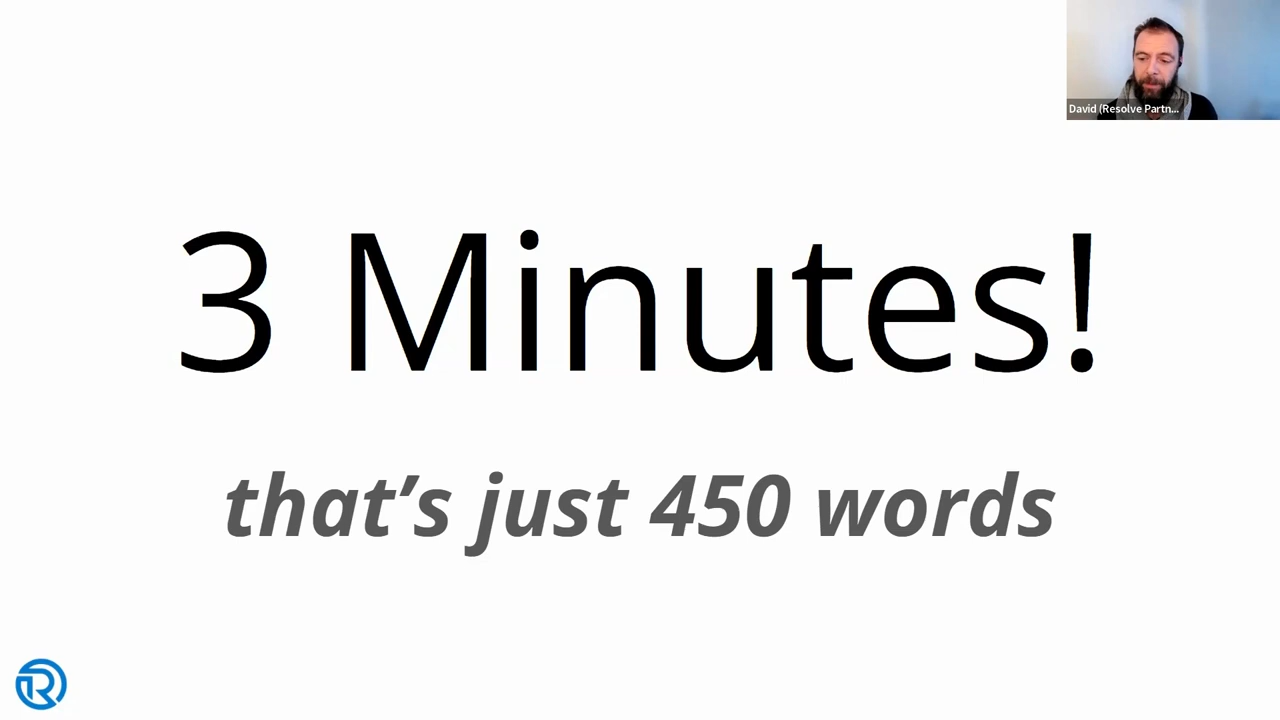 David (Resolve Partn...
3 Minutes!
that’s just 450 words
R